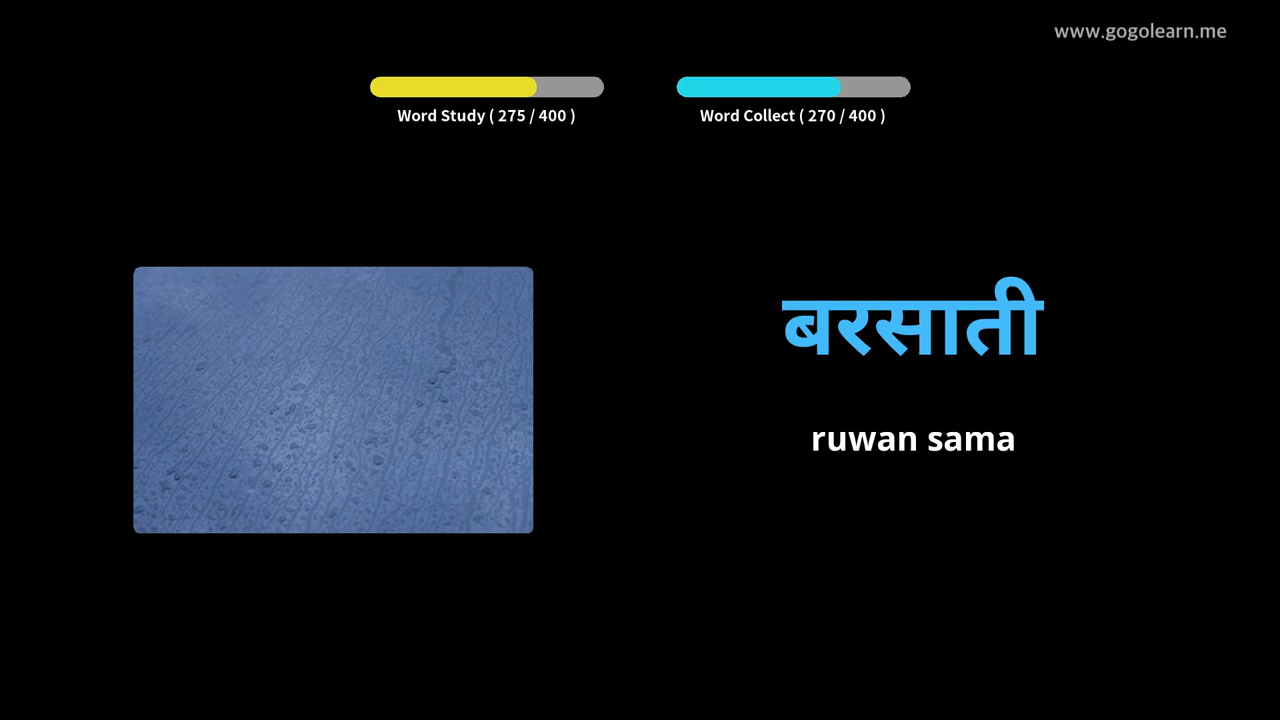 www.gogolearn.me
Word Study ( 275 / 400 )
Word Collect ( 270 / 400 )
बरसाती
ruwan sama